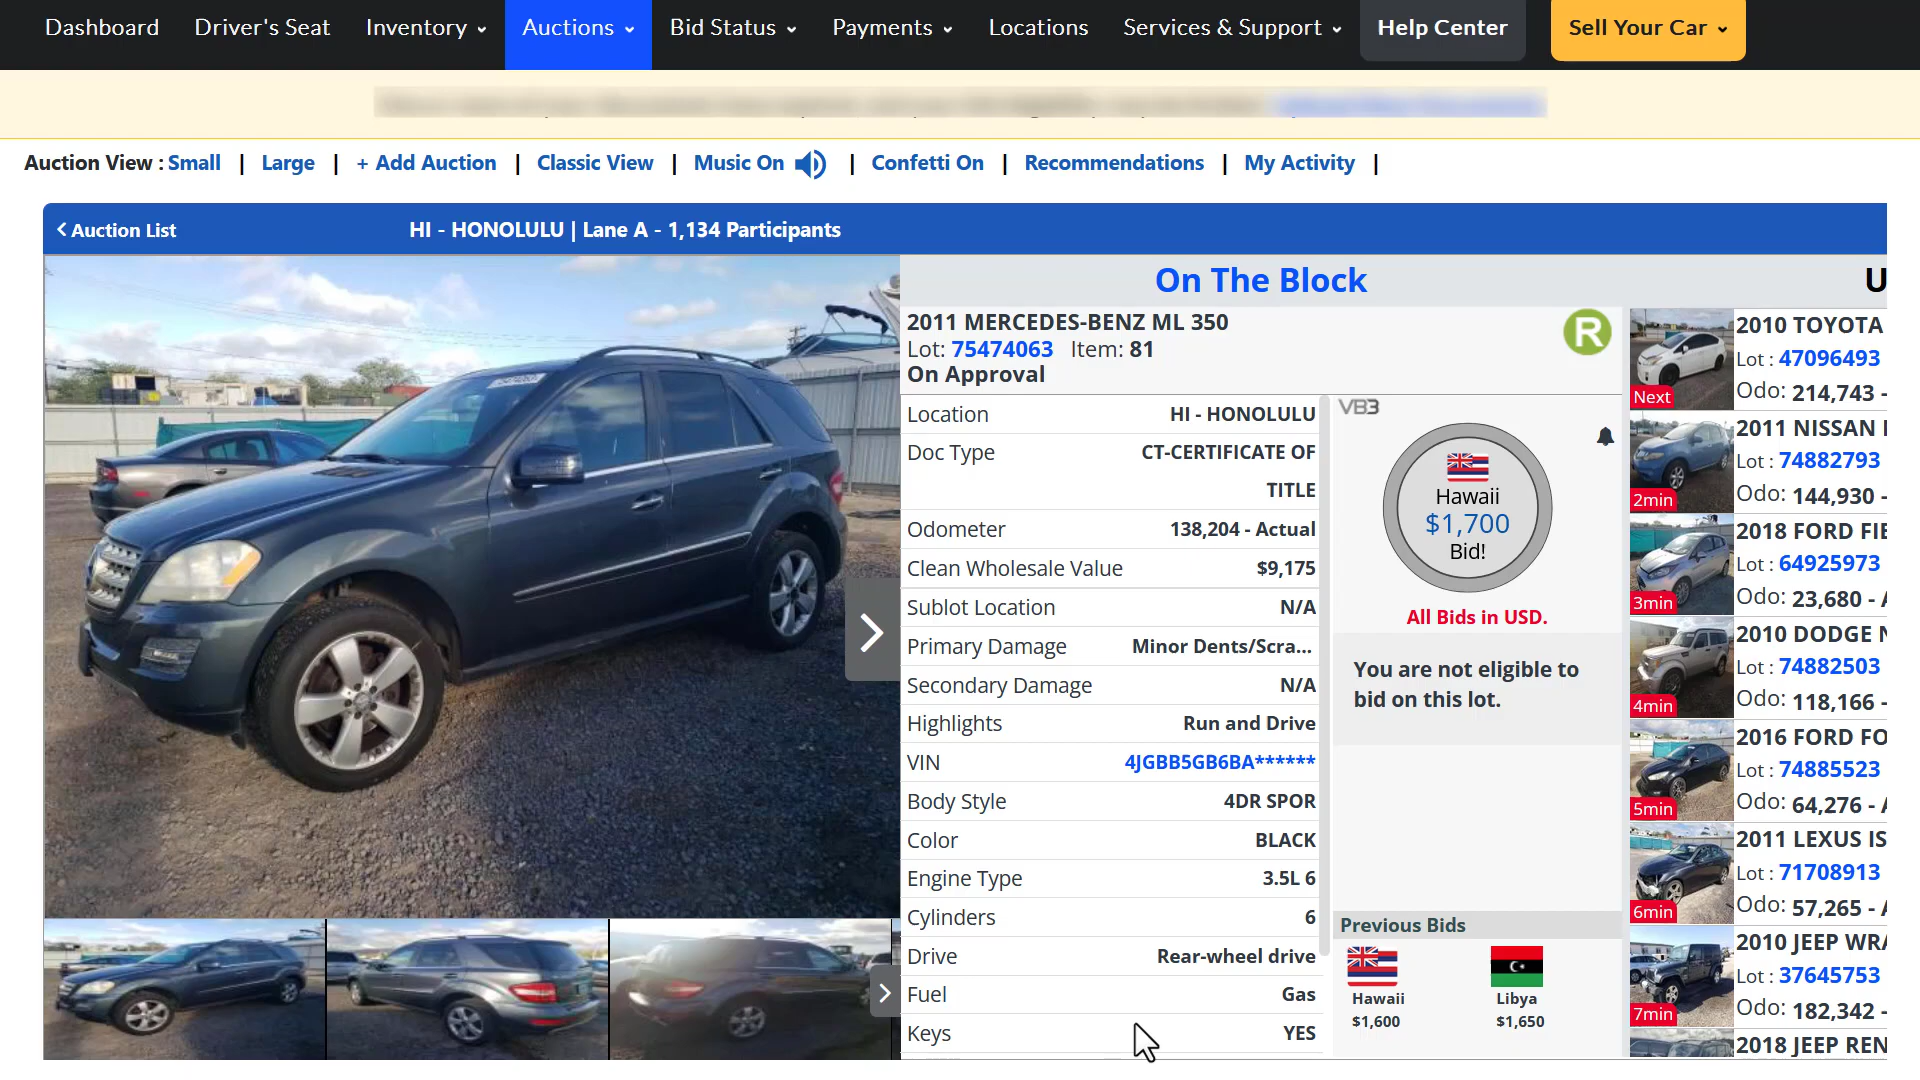 Dashboard Driver's Seat Inventory Auctions Bid Status Payments Locations Services & Support Help Center Sell Your Car
Auction View : Small | Large | + Add Auction | Classic View | Music On | Confetti On | Recommendations | My Activity |
Auction List
HI - HONOLULU | Lane A - 1,134 Participants
On The Block
2011 MERCEDES-BENZ ML 350
Lot: 75474063 Item: 81
On Approval
R
Location HI - HONOLULU
Doc Type CT-CERTIFICATE OF
TITLE
Odometer 138,204 - Actual
Clean Wholesale Value $9,175
Sublot Location N/A
Primary Damage Minor Dents/Scra...
Secondary Damage N/A
Highlights Run and Drive
VIN 4JGBB5GB6BA******
Body Style 4DR SPOR
Color BLACK
Engine Type 3.5L 6
Cylinders 6
Drive Rear-wheel drive
Fuel Gas
Keys YES
VB3
Hawaii
$1,700
Bid!
All Bids in USD.
You are not eligible to
bid on this lot.
Previous Bids
Hawaii
$1,600
Libya
$1,650
U
2010 TOYOTA
Lot : 47096493
Odo: 214,743 -
Next
2011 NISSAN
Lot : 74882793
Odo: 144,930 -
2min
2018 FORD FIE
Lot : 64925973
Odo: 23,680 - A
3min
2010 DODGE N
Lot : 74882503
Odo: 118,166 -
4min
2016 FORD FO
Lot : 74885523
Odo: 64,276 - A
5min
2011 LEXUS IS
Lot : 71708913
Odo: 57,265 - A
6min
2010 JEEP WRA
Lot : 37645753
Odo: 182,342 -
7min
2018 JEEP REN